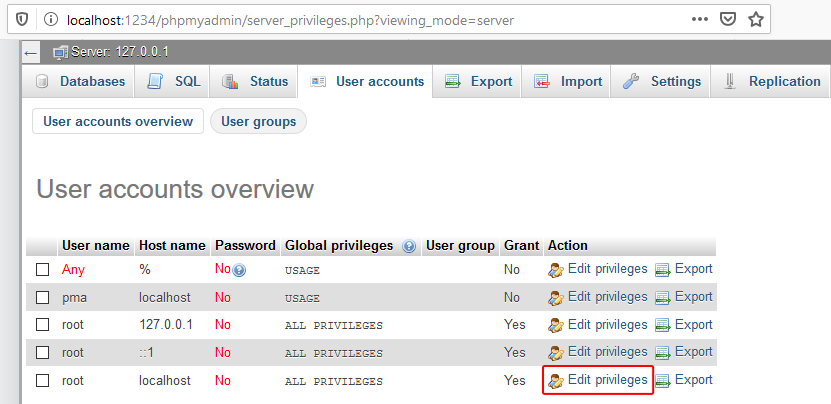 localhost:1234/phpmyadmin/server_privileges.php?viewing_mode=server
Server: 127.0.0.1
Databases SQL Status User accounts Export Import Settings Replication
User accounts overview User groups
User accounts overview
User name Host name Password Global privileges User group Grant Action
Any % No USAGE No Edit privileges Export
pma localhost No USAGE No Edit privileges Export
root 127.0.0.1 No ALL PRIVILEGES Yes Edit privileges Export
root ::1 No ALL PRIVILEGES Yes Edit privileges Export
root localhost No ALL PRIVILEGES Yes Edit privileges Export